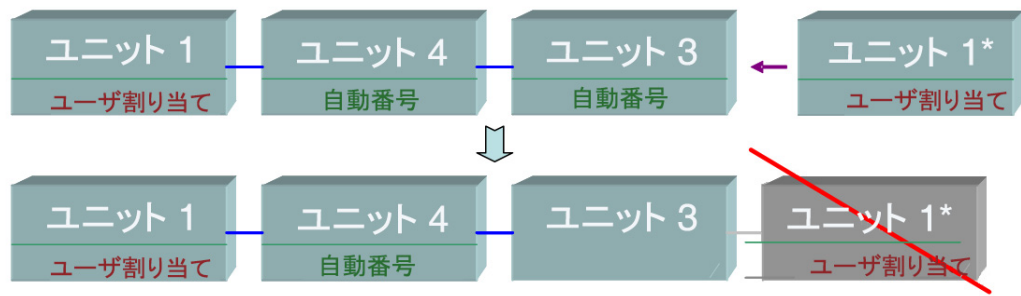 ユニット 1
ユーザ割り当て
ユニット 4
自動番号
ユニット 3
自動番号
ユニット 1*
ユーザ割り当て
ユニット 1
ユーザ割り当て
ユニット 4
自動番号
ユニット 3
ユニット 1*
ユーザ割り当て